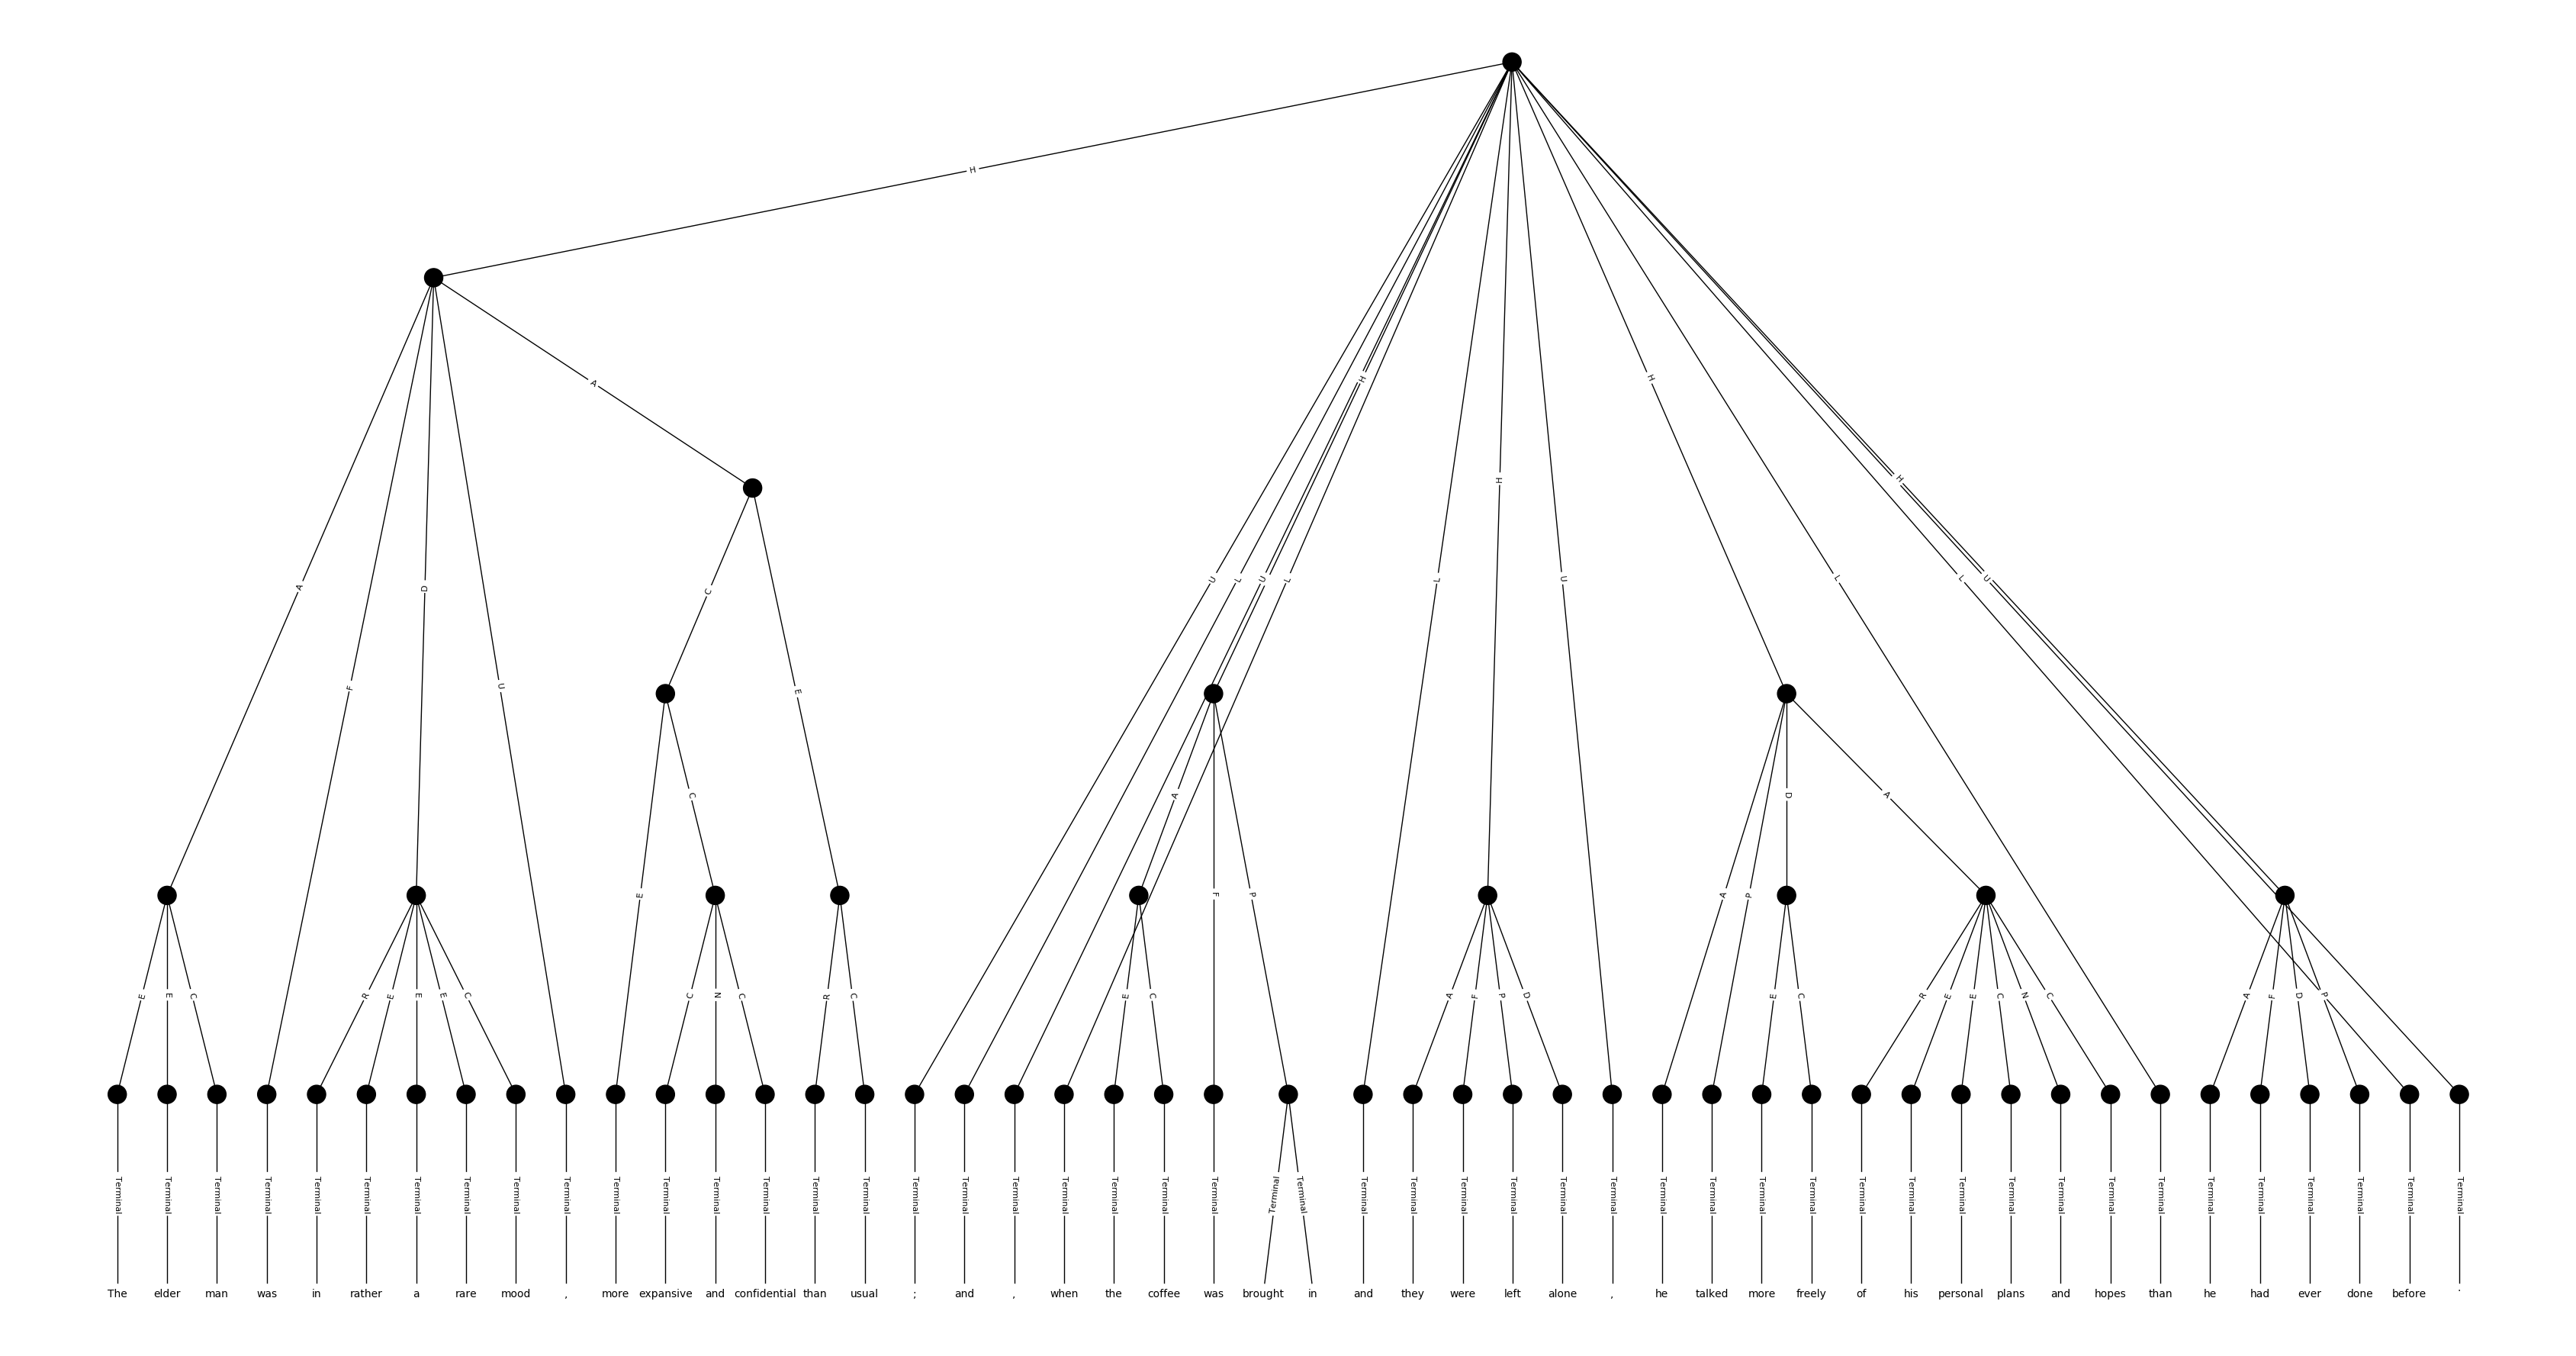 H
A
A
H
H
H
H
F
D
U
C
E
U
L
U
L
L
H
U
L
L
U
E
C
A
F
P
A
P
D
A
E
E
C
R
E
E
E
C
C
N
C
R
C
E
C
A
F
P
D
E
C
R
E
E
C
N
C
A
F
D
P
Terminal Terminal Terminal Terminal Terminal Terminal Terminal Terminal Terminal Terminal Terminal Terminal Terminal Terminal Terminal Terminal Terminal Terminal Terminal Terminal Terminal Terminal Terminal Terminal Terminal Terminal Terminal Terminal Terminal Terminal Terminal Terminal Terminal Terminal Terminal Terminal Terminal Terminal Terminal Terminal Terminal Terminal Terminal Terminal Terminal Terminal Terminal Terminal
The elder man was in rather a rare mood , more expansive and confidential than usual ; and , when the coffee was brought in and they were left alone , he talked more freely of his personal plans and hopes than he had ever done before .